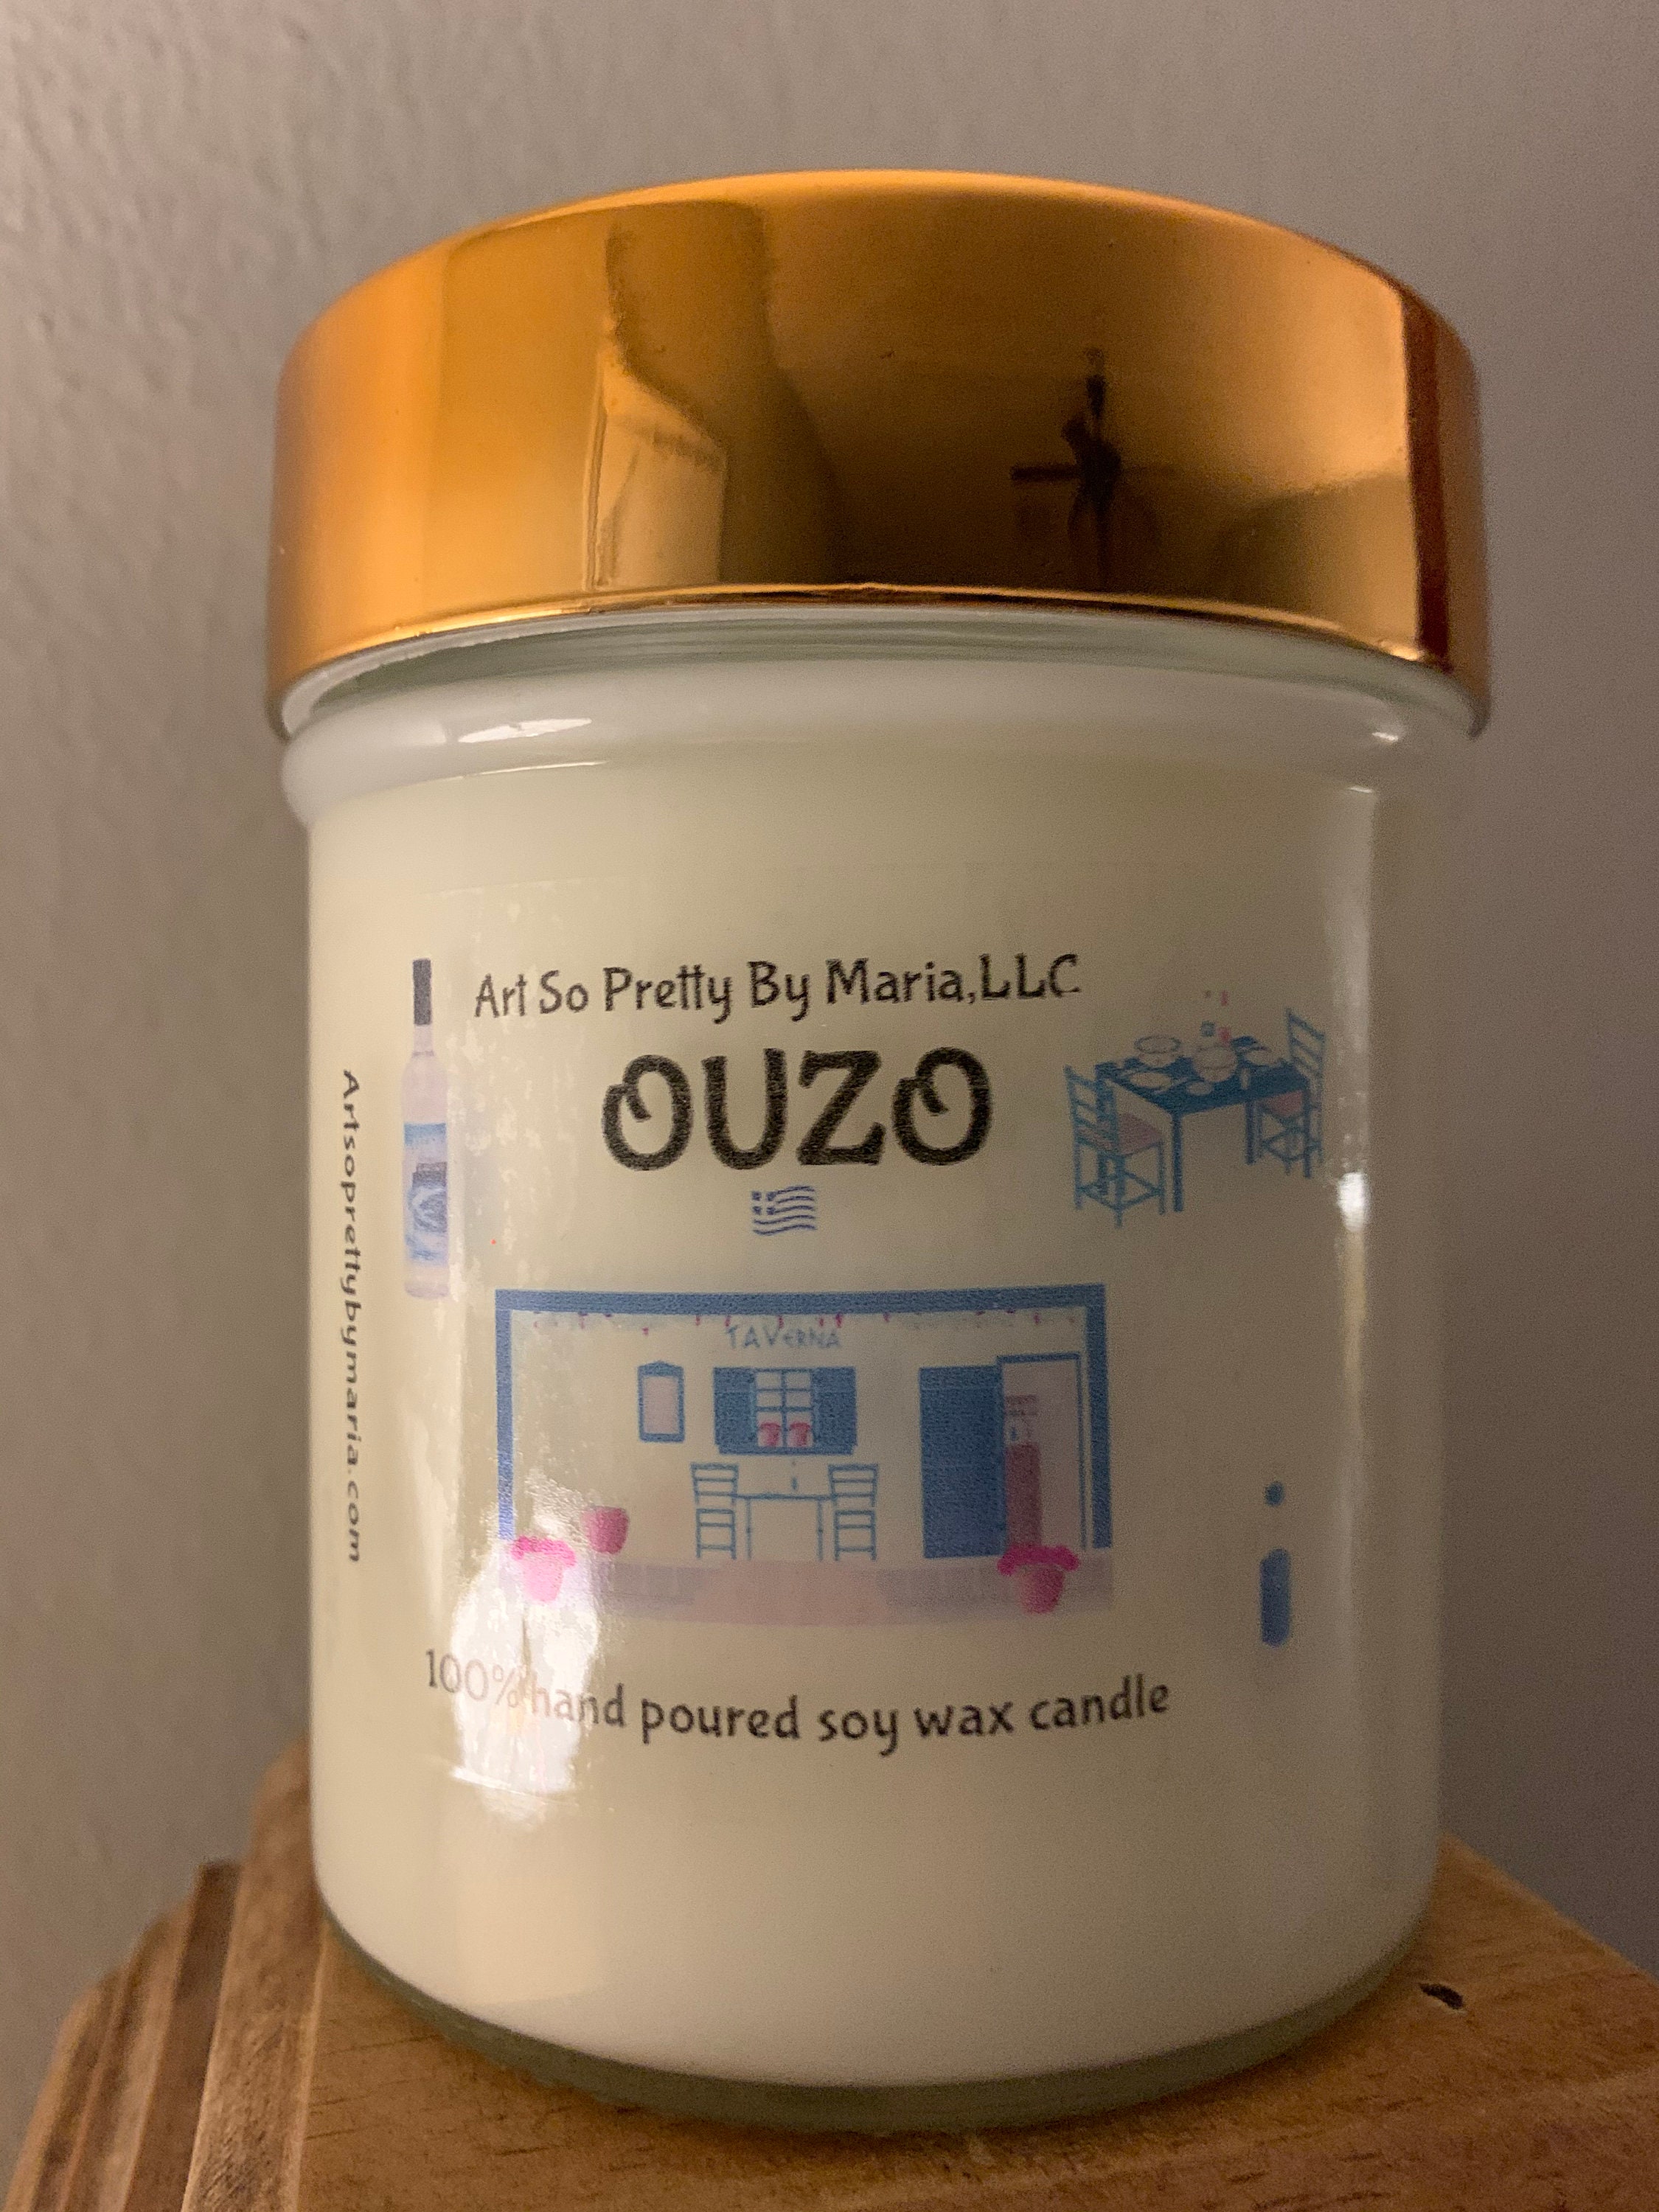 Art So Pretty By Maria,LLC
OUZO
TAVERNA
100% hand poured soy wax candle
Artsoprettybymaria.com